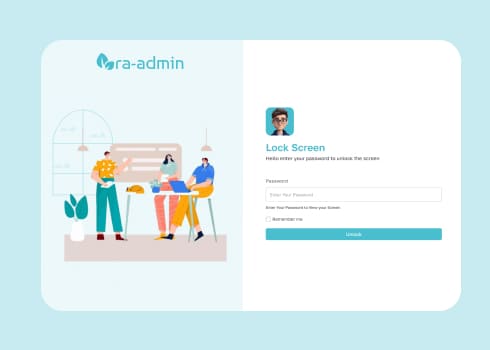 ra-admin
Lock Screen
Hello enter your password to unlock the screen
Password
Enter Your Password
Enter Your Password to View your Screen
Remember me
Unlock